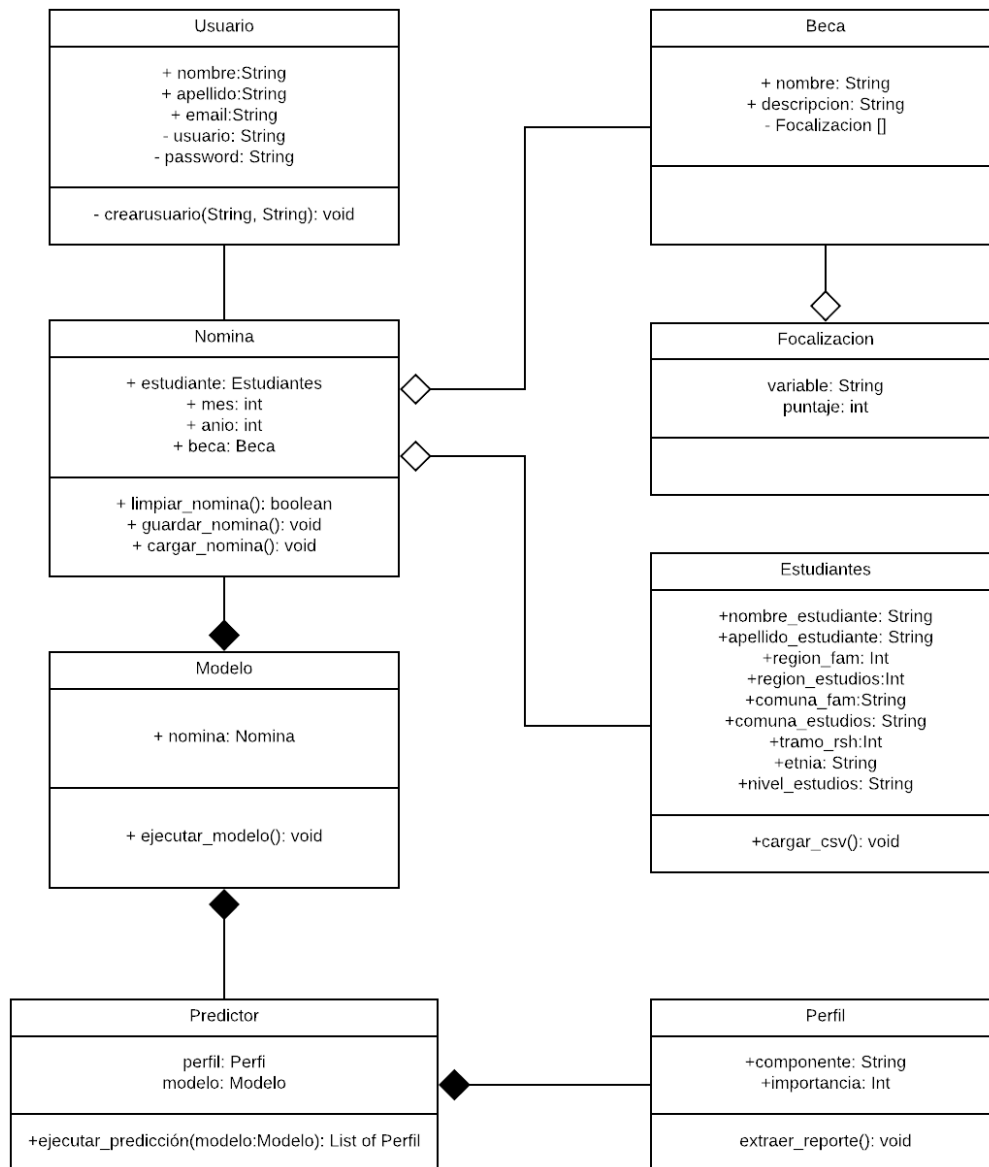 Usuario
+ nombre:String
+ apellido:String
+ email:String
- usuario: String
- password: String
- crearusuario(String, String): void
Beca
+ nombre: String
+ descripcion: String
- Focalizacion []
Nomina
+ estudiante: Estudiantes
+ mes: int
+ anio: int
+ beca: Beca
+ limpiar_nomina(): boolean
+ guardar_nomina(): void
+ cargar_nomina(): void
Focalizacion
variable: String
puntaje: int
Estudiantes
+nombre_estudiante: String
+apellido_estudiante: String
+region_fam: Int
+region_estudios:Int
+comuna_fam:String
+comuna_estudios: String
+tramo_rsh:Int
+etnia: String
+nivel_estudios: String
+cargar_csv(): void
Modelo
+ nomina: Nomina
+ ejecutar_modelo(): void
Predictor
perfil: Perfi
modelo: Modelo
+ejecutar_predicción(modelo:Modelo): List of Perfil
Perfil
+componente: String
+importancia: Int
extraer_reporte(): void